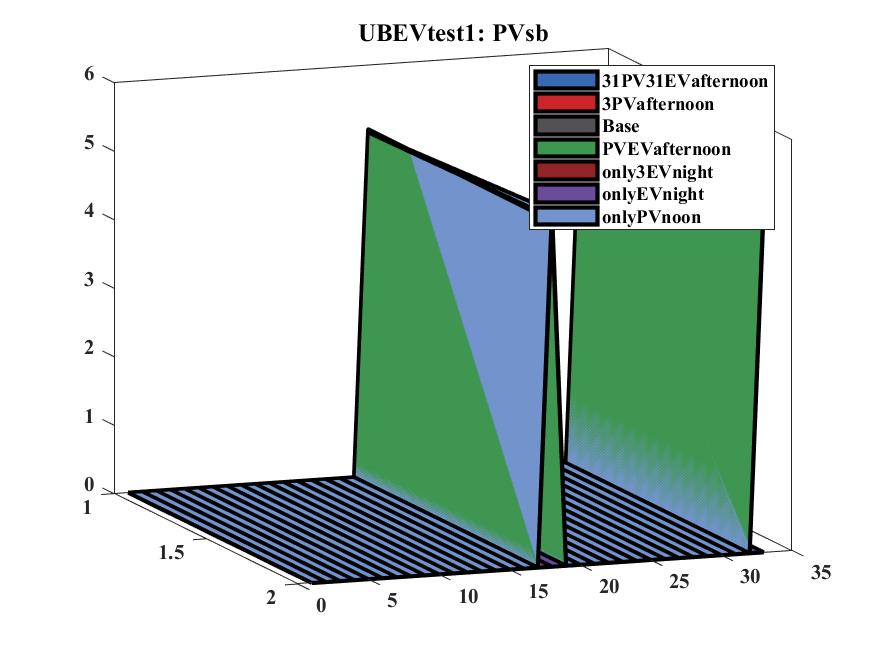 UBEVtest1: PVsb
6
5
4
3
2
1
0
31PV31EVafternoon
3PVafternoon
Base
PVEVafternoon
only3EVnight
onlyEVnight
onlyPVnoon
1
1.5
2
0
5
10
15
20
25
30
35